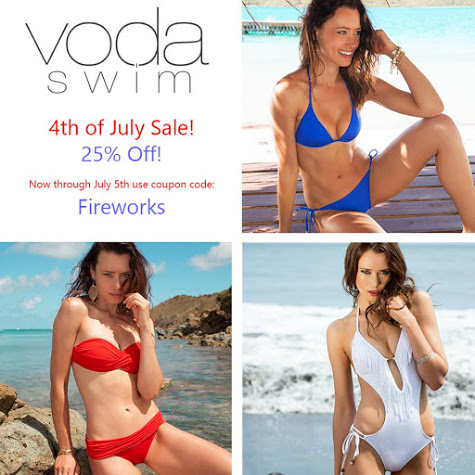 voda
swim
4th of July Sale!
25% Off!
Now through July 5th use coupon code:
Fireworks